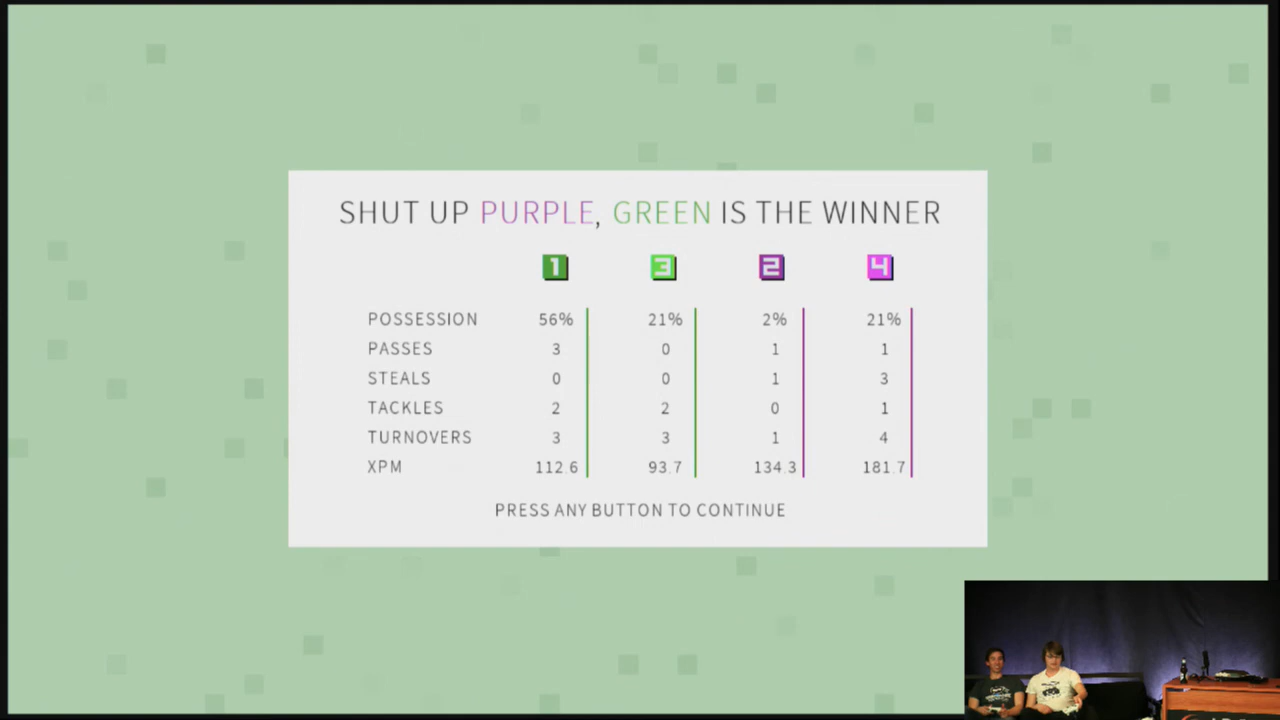 SHUT UP PURPLE, GREEN IS THE WINNER
1 3 2 4
POSSESSION 56% 21% 2% 21%
PASSES 3 0 1 1
STEALS 0 0 1 3
TACKLES 2 2 0 1
TURNOVERS 3 3 1 4
XPM 112.6 93.7 134.3 181.7
PRESS ANY BUTTON TO CONTINUE